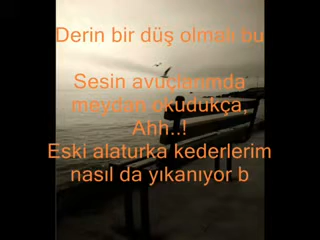 Derin bir düş olmalı bu
Sesin avuçlarımda
meydan okudukça,
Ahh..!
Eski alaturka kederlerim
nasıl da yıkanıyor b